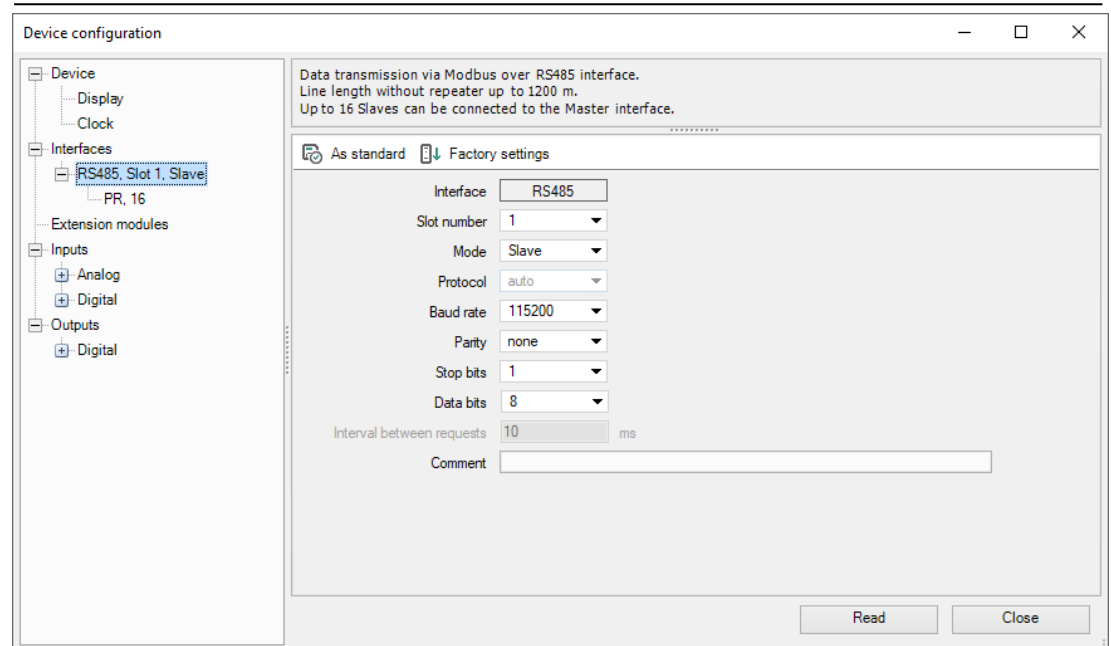 Device configuration
Device
Display
Clock
Interfaces
RS485, Slot 1, Slave
PR, 16
Extension modules
Inputs
Analog
Digital
Outputs
Digital
Data transmission via Modbus over RS485 interface.
Line length without repeater up to 1200 m.
Up to 16 Slaves can be connected to the Master interface.
As standard Factory settings
Interface RS485
Slot number 1
Mode Slave
Protocol auto
Baud rate 115200
Parity none
Stop bits 1
Data bits 8
Interval between requests 10 ms
Comment
Read Close